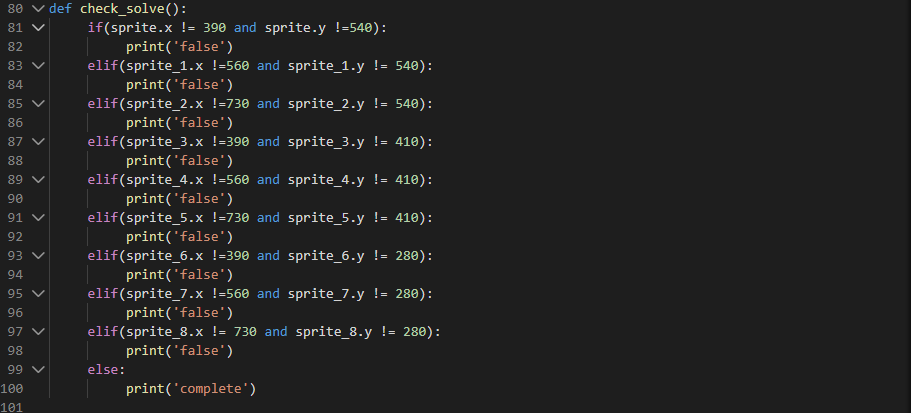 80 def check_solve():
81 if(sprite.x != 390 and sprite.y !=540):
82 print('false')
83 elif(sprite_1.x !=560 and sprite_1.y != 540):
84 print('false')
85 elif(sprite_2.x !=730 and sprite_2.y != 540):
86 print('false')
87 elif(sprite_3.x !=390 and sprite_3.y != 410):
88 print('false')
89 elif(sprite_4.x !=560 and sprite_4.y != 410):
90 print('false')
91 elif(sprite_5.x !=730 and sprite_5.y != 410):
92 print('false')
93 elif(sprite_6.x !=390 and sprite_6.y != 280):
94 print('false')
95 elif(sprite_7.x !=560 and sprite_7.y != 280):
96 print('false')
97 elif(sprite_8.x != 730 and sprite_8.y != 280):
98 print('false')
99 else:
100 print('complete')
101